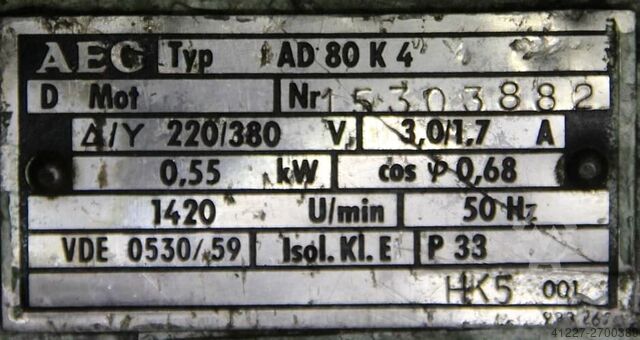 AEG Typ AD 80 K 4
D Mot Nr 15303882
Δ/Y 220/380 V 3,0/1,7 A
0,55 kW cos φ 0,68
1420 U/min 50 Hz
VDE 0530/.59 Isol. Kl. E P 33
HK5 001
41227-2700388